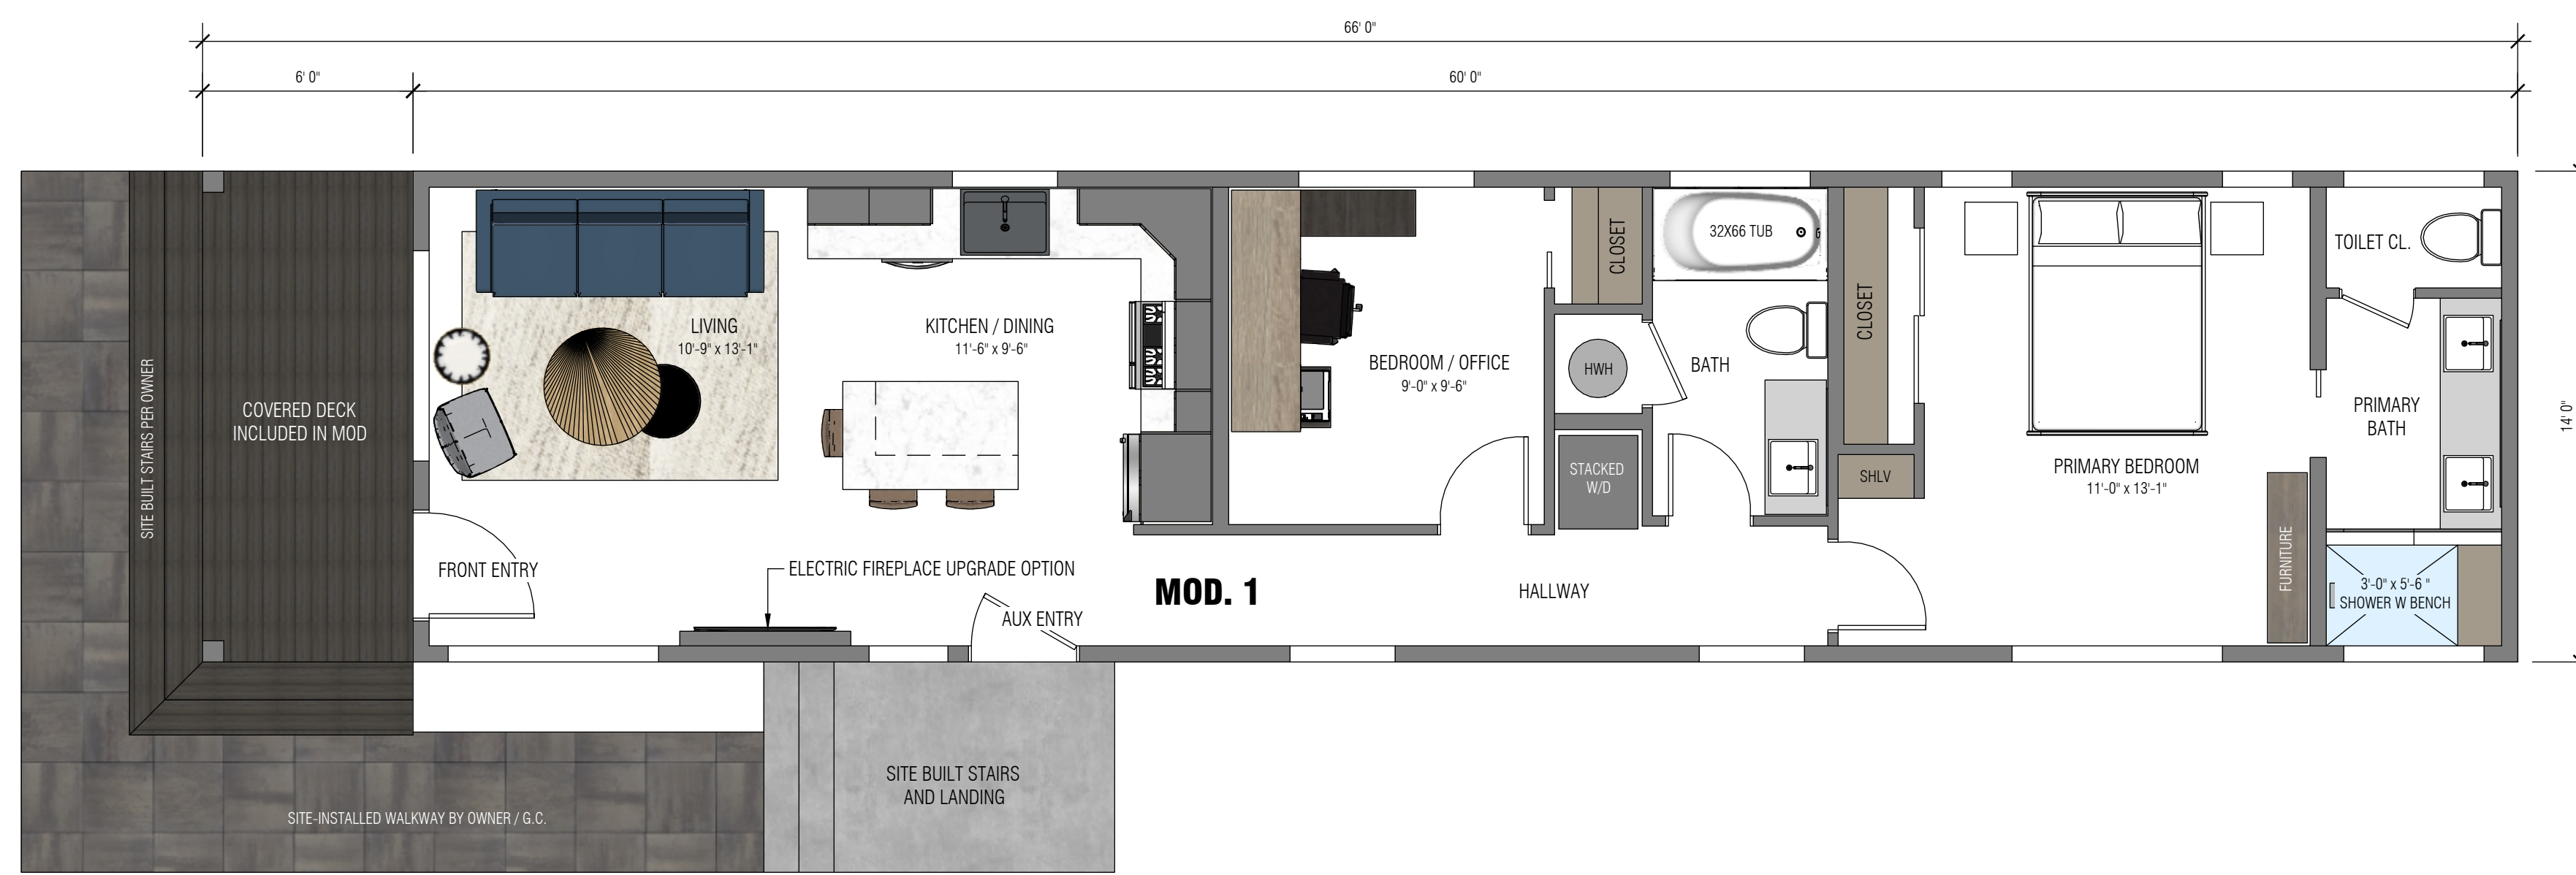 66' 0"
6' 0"
60' 0"
14' 0"
SITE BUILT STAIRS PER OWNER
COVERED DECK
INCLUDED IN MOD
LIVING
10'-9" x 13'-1"
KITCHEN / DINING
11'-6" x 9'-6"
BEDROOM / OFFICE
9'-0" x 9'-6"
CLOSET
HWH
STACKED
W/D
32X66 TUB
BATH
CLOSET
SHLV
PRIMARY BEDROOM
11'-0" x 13'-1"
FURNITURE
TOILET CL.
PRIMARY
BATH
3'-0" x 5'-6 "
SHOWER W BENCH
FRONT ENTRY
ELECTRIC FIREPLACE UPGRADE OPTION
AUX ENTRY
MOD. 1
HALLWAY
SITE BUILT STAIRS
AND LANDING
SITE-INSTALLED WALKWAY BY OWNER / G.C.